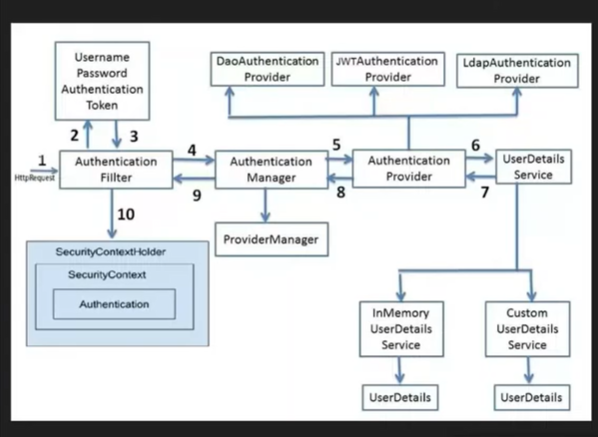 Username
Password
Authentication
Token
DaoAuthentication
Provider
JWTAuthentication
Provider
LdapAuthentication
Provider
2
3
1
HttpRequest
Authentication
Fillter
4
9
Authentication
Manager
5
8
Authentication
Provider
6
7
UserDetails
Service
10
ProviderManager
SecurityContextHolder
SecurityContext
Authentication
InMemory
UserDetails
Service
Custom
UserDetails
Service
UserDetails
UserDetails